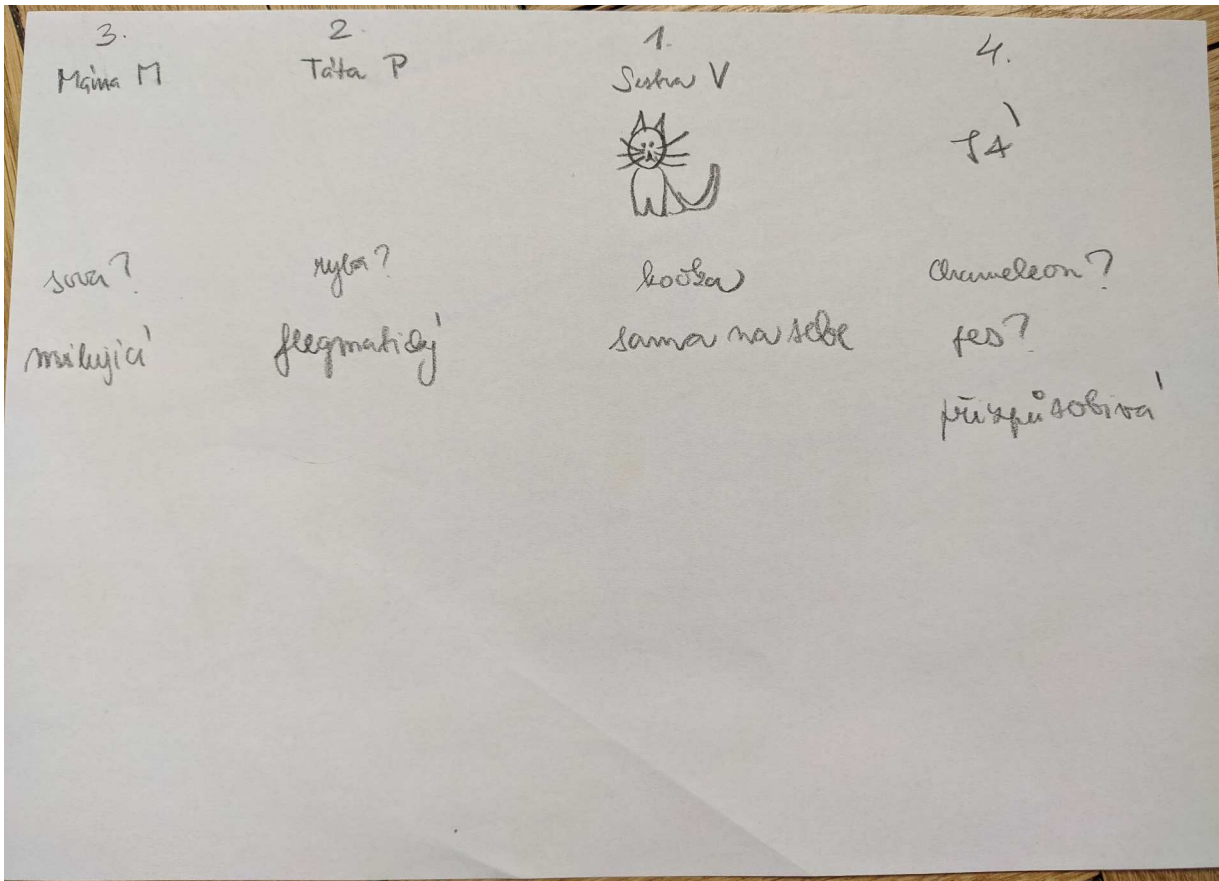 3. 2. 1. 4.
Máma M Táta P Sestra V
JÁ
sova? ryba? kočka Chameleon?
milující flegmatický sama na sebe pes?
přizpůsobivá